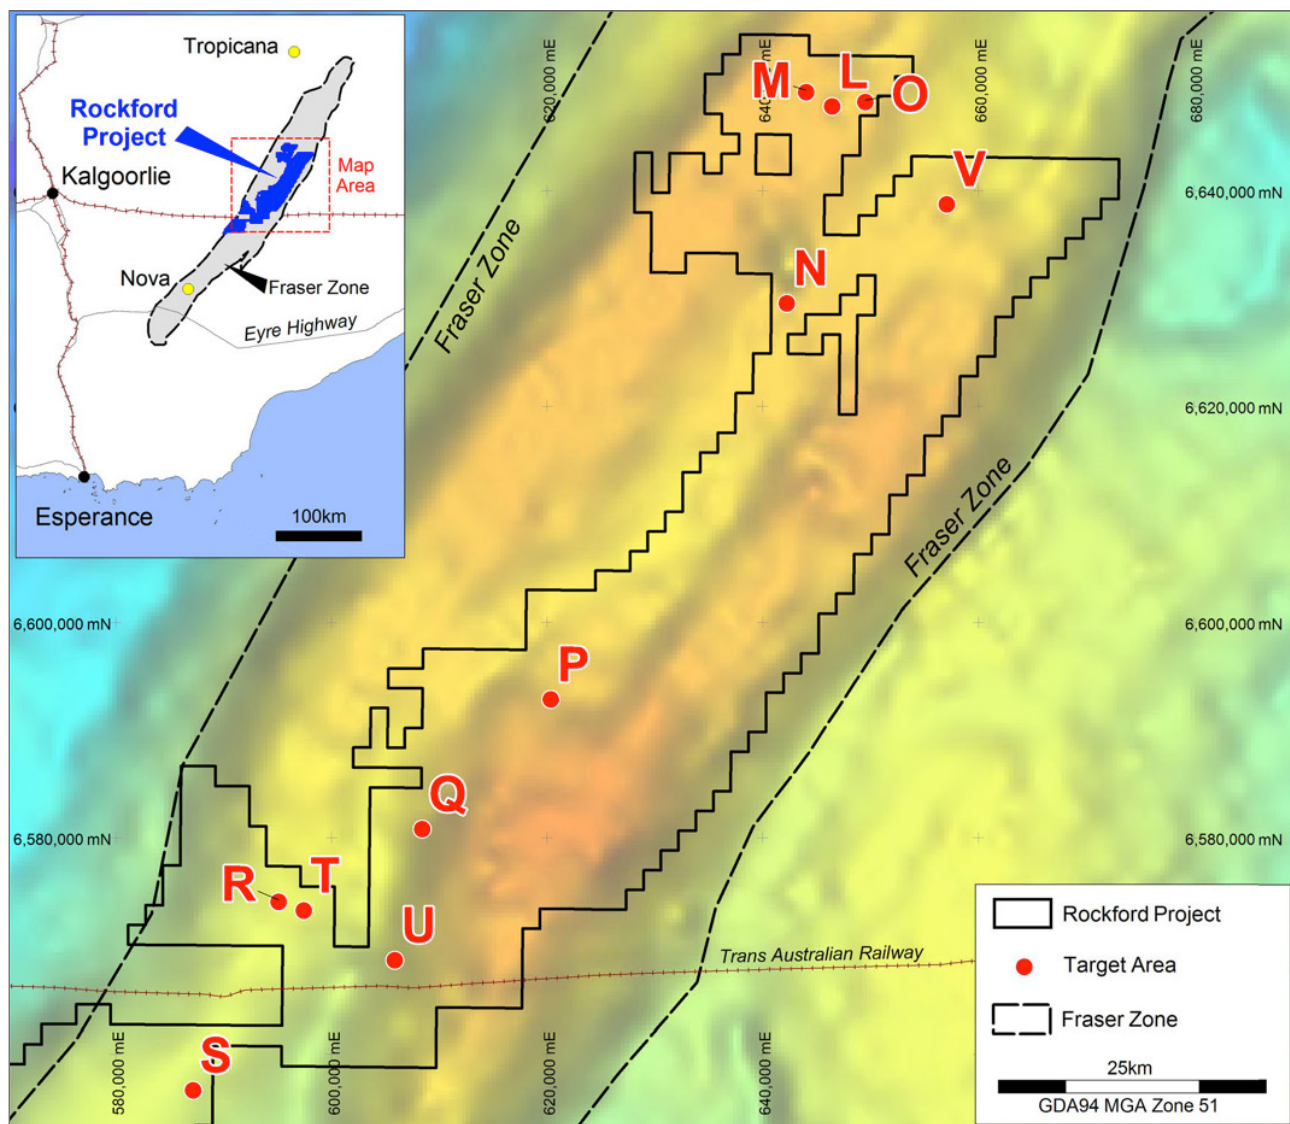 Tropicana
Rockford
Project
Map
Area
Kalgoorlie
Nova
Fraser Zone
Eyre Highway
Esperance
100km
620,000 mE
640,000 mE
660,000 mE
680,000 mE
M
L
O
V
6,640,000 mN
Fraser Zone
N
6,620,000 mN
Fraser Zone
6,600,000 mN
6,600,000 mN
P
Q
6,580,000 mN
6,580,000 mN
R
T
U
Trans Australian Railway
S
580,000 mE
600,000 mE
620,000 mE
640,000 mE
Rockford Project
Target Area
Fraser Zone
25km
GDA94 MGA Zone 51